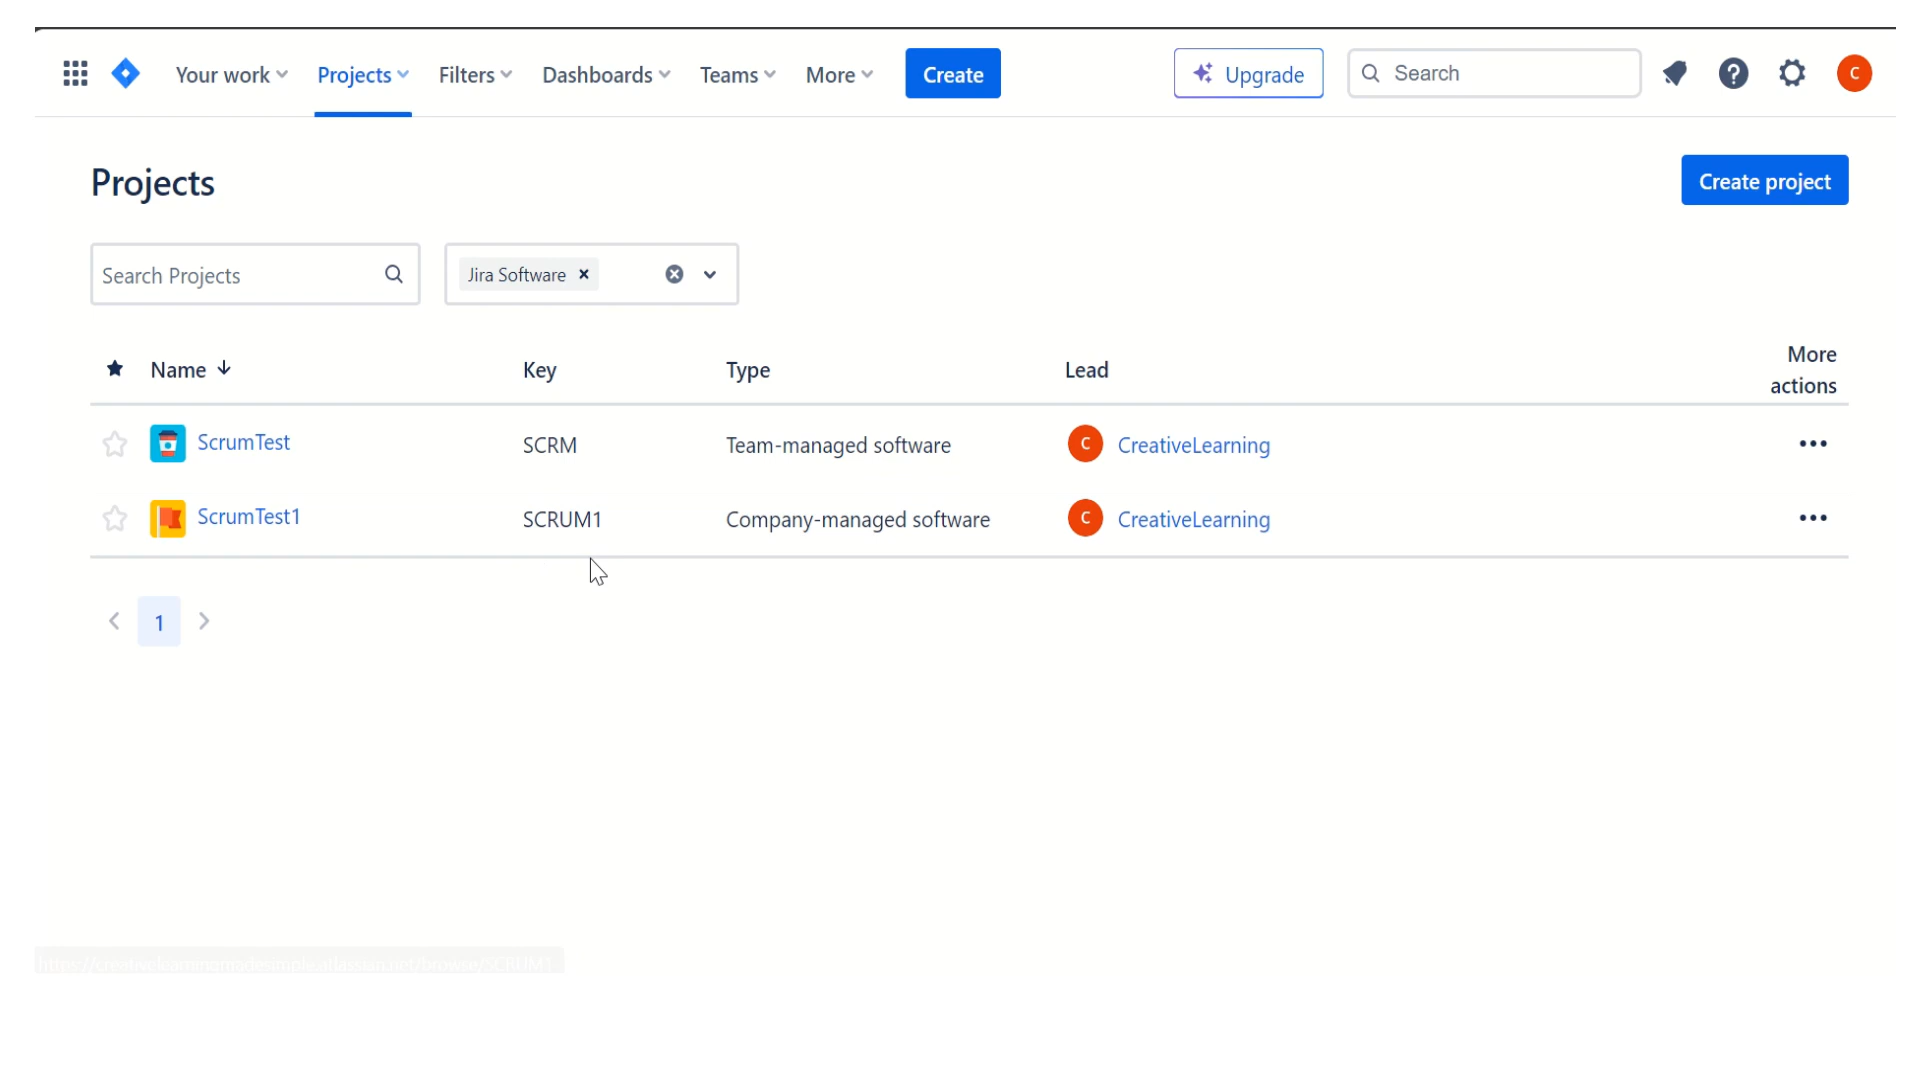 Your work Projects Filters Dashboards Teams More Create Upgrade Search C
Projects
Create project
Search Projects Jira Software
Name Key Type Lead More actions
ScrumTest SCRM Team-managed software C CreativeLearning
ScrumTest1 SCRUM1 Company-managed software C CreativeLearning
1